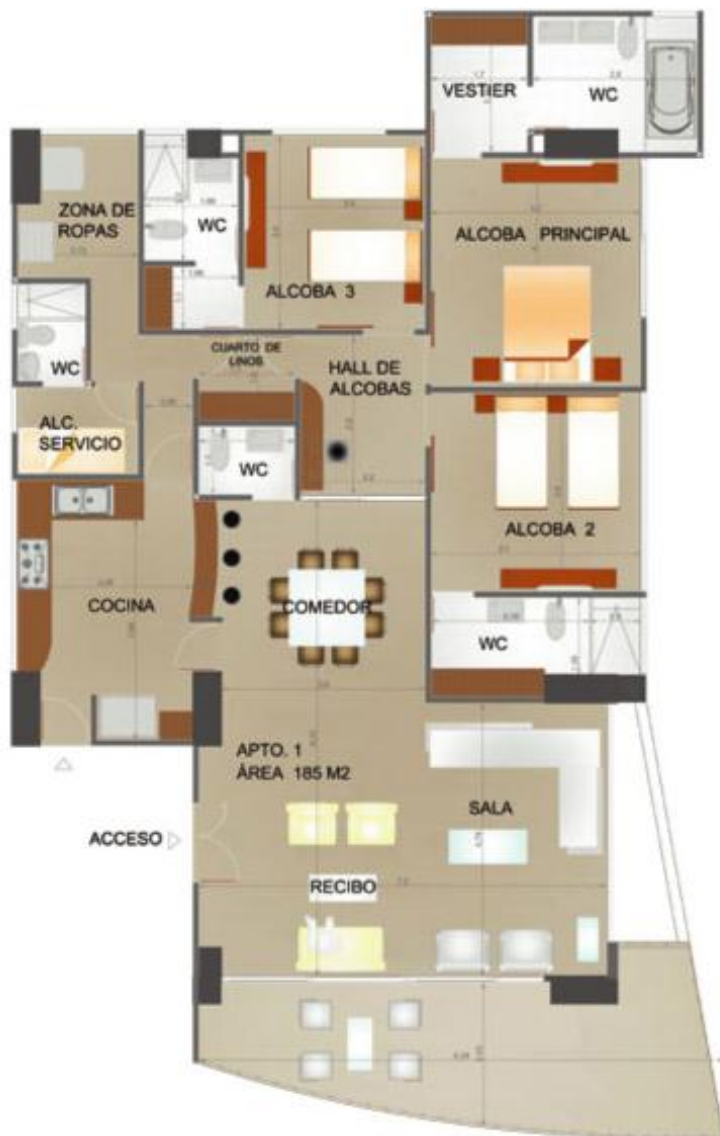 VESTIER
WC
ZONA DE
ROPAS
WC
ALCOBA 3
ALCOBA PRINCIPAL
WC
CUARTO DE
LINOS
HALL DE
ALCOBAS
ALC.
SERVICIO
WC
ALCOBA 2
COCINA
COMEDOR
WC
APTO. 1
ÁREA 185 M2
SALA
ACCESO
RECIBO